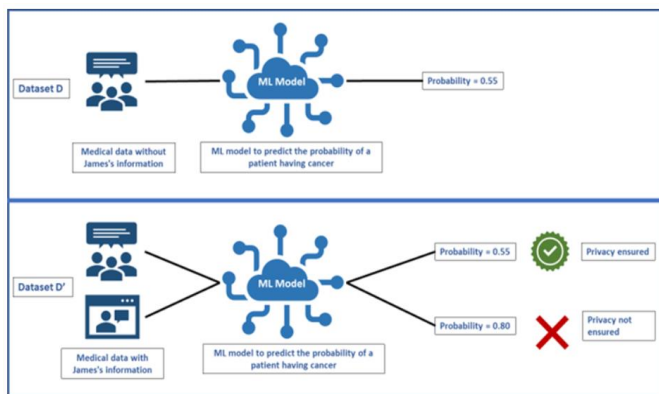 Dataset D
ML Model
Probability = 0.55
Medical data without
James's information
ML model to predict the probability of a
patient having cancer
Dataset D'
ML Model
Probability = 0.55
Privacy ensured
Probability = 0.80
Privacy not
ensured
Medical data with
James's information
ML model to predict the probability of a
patient having cancer